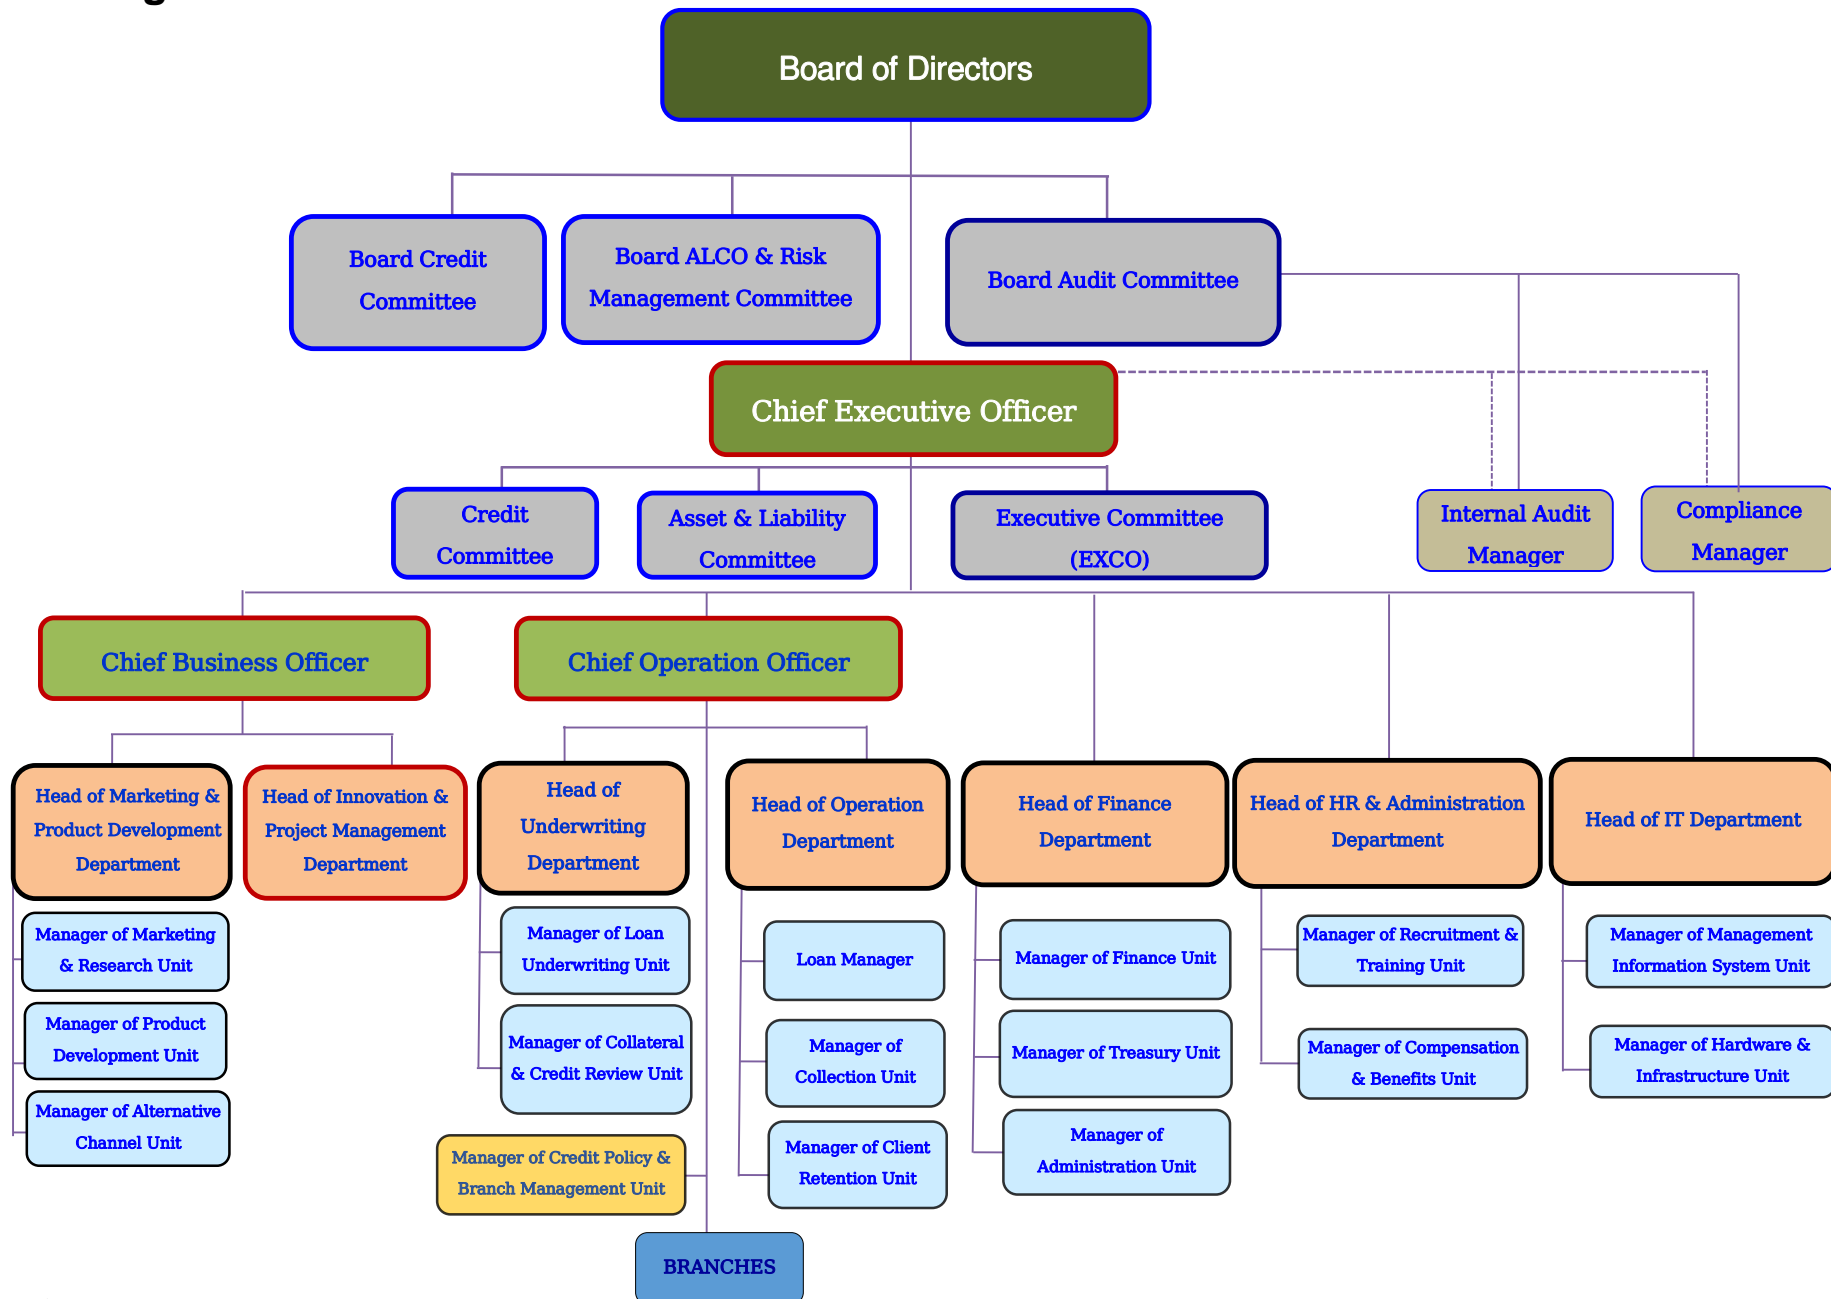 Board of Directors
Board Credit
Committee
Board ALCO & Risk
Management Committee
Board Audit Committee
Chief Executive Officer
Credit
Committee
Asset & Liability
Committee
Executive Committee
(EXCO)
Internal Audit
Manager
Compliance
Manager
Chief Business Officer
Chief Operation Officer
Head of Marketing &
Product Development
Department
Head of Innovation &
Project Management
Department
Head of
Underwriting
Department
Head of Operation
Department
Head of Finance
Department
Head of HR & Administration
Department
Head of IT Department
Manager of Marketing
& Research Unit
Manager of Product
Development Unit
Manager of Alternative
Channel Unit
Manager of Loan
Underwriting Unit
Manager of Collateral
& Credit Review Unit
Manager of Credit Policy &
Branch Management Unit
Loan Manager
Manager of
Collection Unit
Manager of Client
Retention Unit
Manager of Finance Unit
Manager of Treasury Unit
Manager of
Administration Unit
Manager of Recruitment &
Training Unit
Manager of Compensation
& Benefits Unit
Manager of Management
Information System Unit
Manager of Hardware &
Infrastructure Unit
BRANCHES